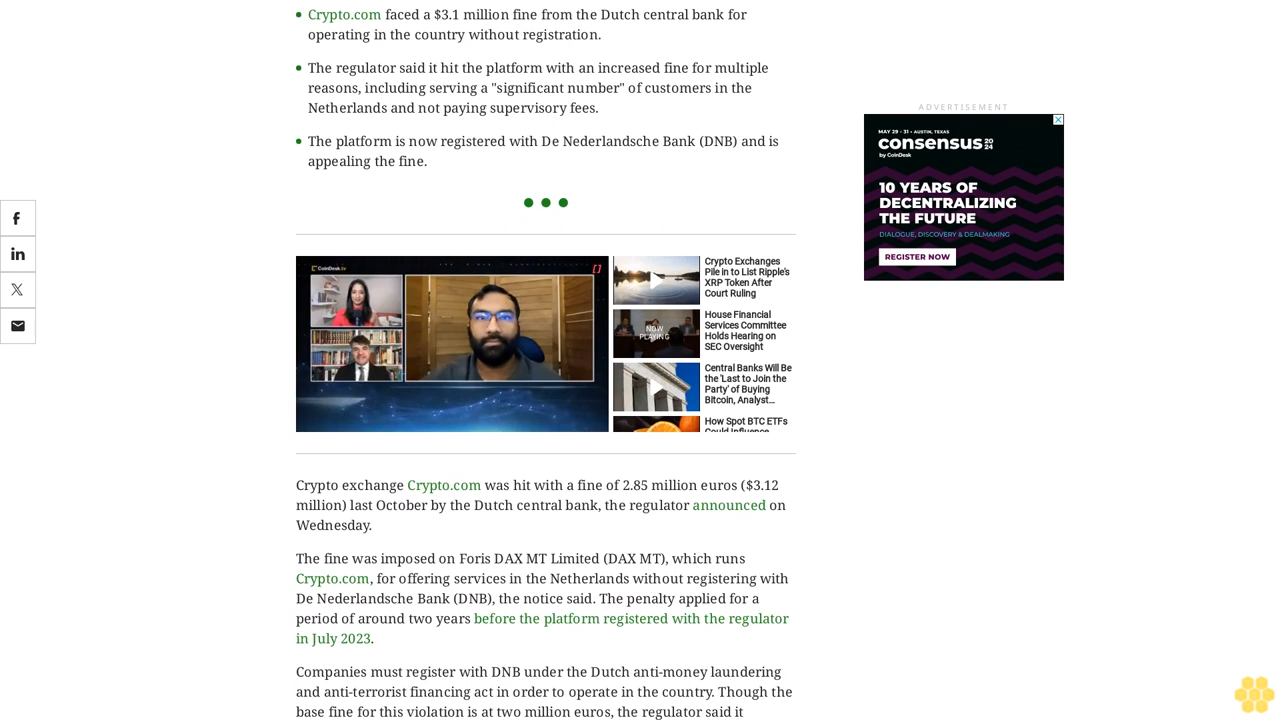 Crypto.com faced a $3.1 million fine from the Dutch central bank for
operating in the country without registration.
The regulator said it hit the platform with an increased fine for multiple
reasons, including serving a "significant number" of customers in the
Netherlands and not paying supervisory fees.
The platform is now registered with De Nederlandsche Bank (DNB) and is
appealing the fine.
ADVERTISEMENT
MAY 29 - 31 • AUSTIN, TEXAS
consensus 2024
by CoinDesk
10 YEARS OF
DECENTRALIZING
THE FUTURE
DIALOGUE, DISCOVERY & DEALMAKING
REGISTER NOW
CoinDesk tv
Crypto Exchanges
Pile in to List Ripple's
XRP Token After
Court Ruling
NOW
PLAYING
House Financial
Services Committee
Holds Hearing on
SEC Oversight
Central Banks Will Be
the 'Last to Join the
Party' of Buying
Bitcoin, Analyst...
How Spot BTC ETFs
Could Influence
Crypto exchange Crypto.com was hit with a fine of 2.85 million euros ($3.12
million) last October by the Dutch central bank, the regulator announced on
Wednesday.
The fine was imposed on Foris DAX MT Limited (DAX MT), which runs
Crypto.com, for offering services in the Netherlands without registering with
De Nederlandsche Bank (DNB), the notice said. The penalty applied for a
period of around two years before the platform registered with the regulator
in July 2023.
Companies must register with DNB under the Dutch anti-money laundering
and anti-terrorist financing act in order to operate in the country. Though the
base fine for this violation is at two million euros, the regulator said it